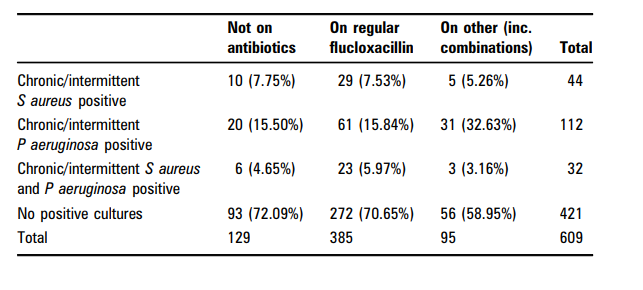 Not on On regular On other (inc.
antibiotics flucloxacillin combinations) Total
Chronic/intermittent 10 (7.75%) 29 (7.53%) 5 (5.26%) 44
S aureus positive
Chronic/intermittent 20 (15.50%) 61 (15.84%) 31 (32.63%) 112
P aeruginosa positive
Chronic/intermittent S aureus 6 (4.65%) 23 (5.97%) 3 (3.16%) 32
and P aeruginosa positive
No positive cultures 93 (72.09%) 272 (70.65%) 56 (58.95%) 421
Total 129 385 95 609